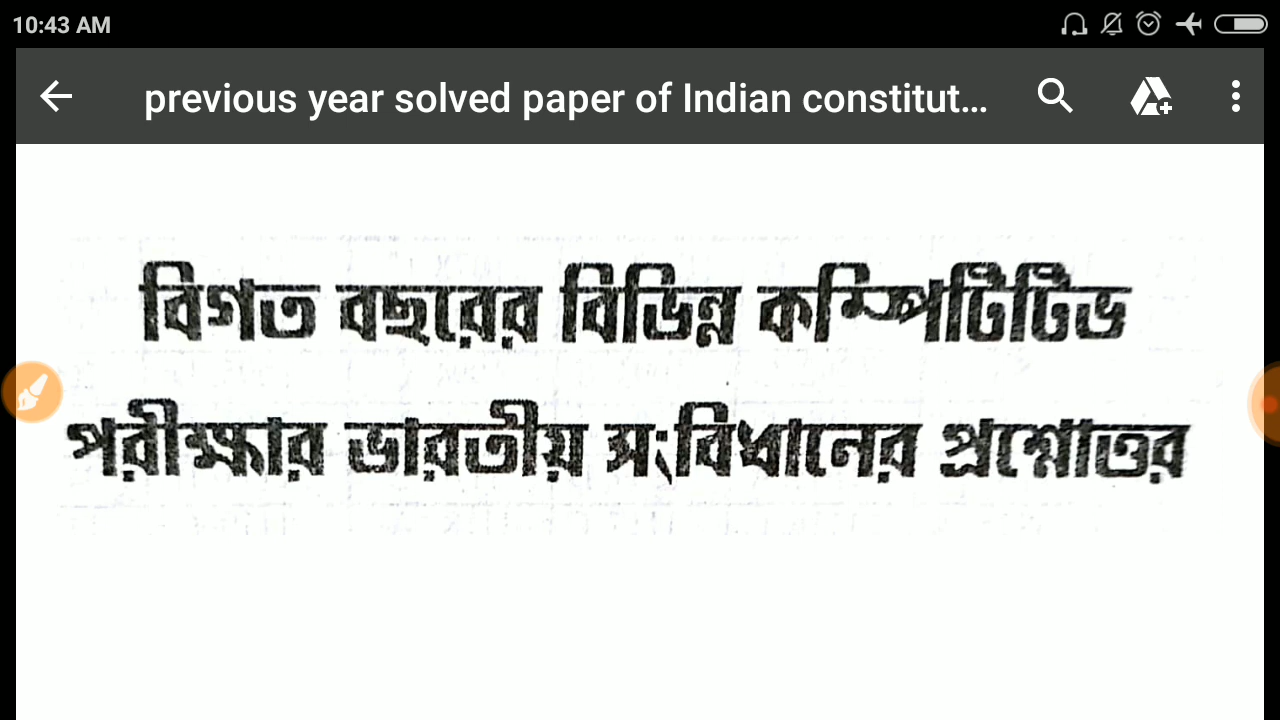 10:43 AM
previous year solved paper of Indian constitut...
বিগত বছরের বিভিন্ন কম্পিটিটিভ
পরীক্ষার ভারতীয় সংবিধানের প্রশ্নোত্তর